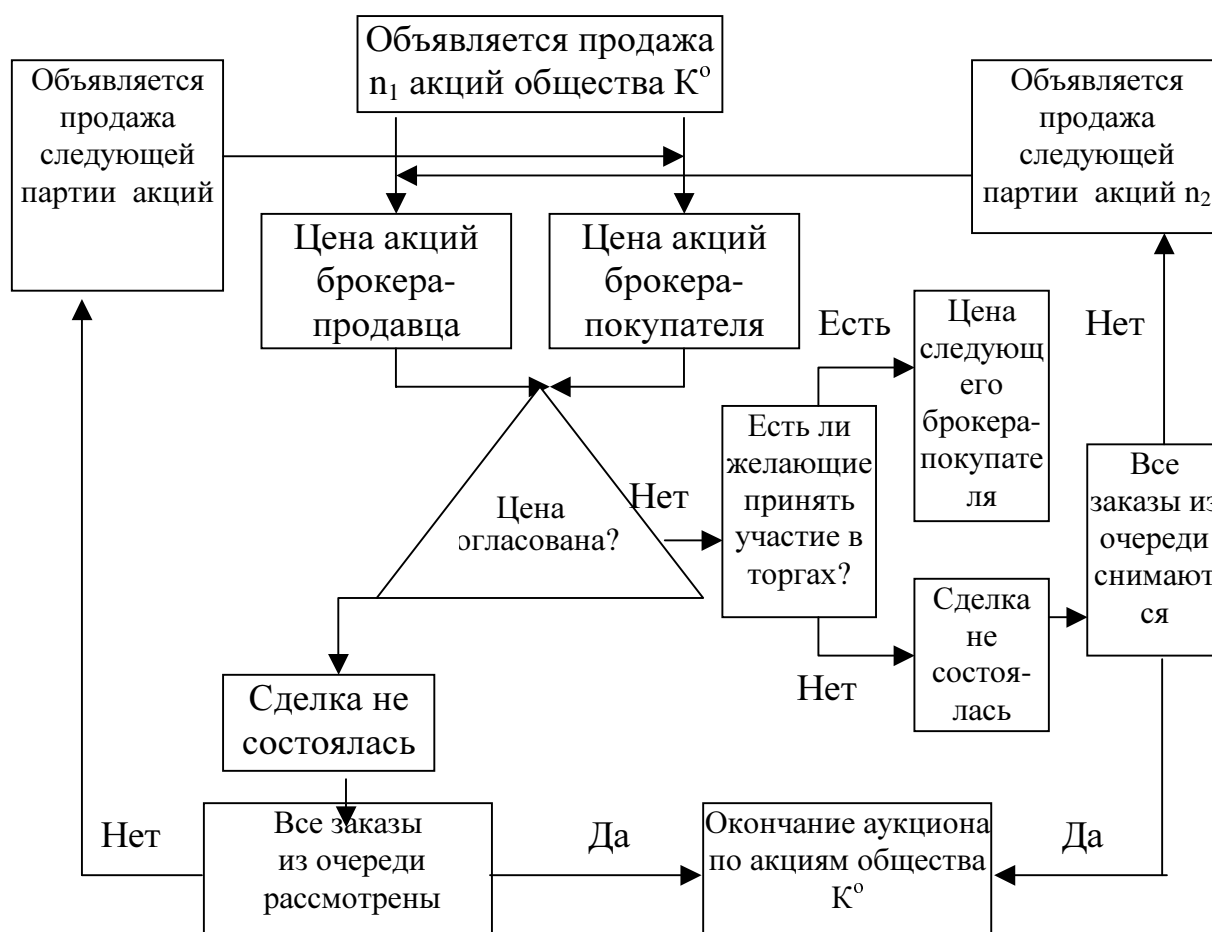 Объявляется продажа
n₁ акций общества Kᵒ
Объявляется
продажа
следующей
партии акций
Объявляется
продажа
следующей
партии акций n₂
Цена акций
брокера-
продавца
Цена акций
брокера-
покупателя
Есть
Цена
следующ
его
брокера-
покупате
ля
Нет
Есть ли
желающие
принять
участие в
торгах?
Нет
Цена
огласована?
Все
заказы из
очереди
снимают
ся
Сделка
не
состоя-
лась
Нет
Сделка не
состоялась
Нет
Все заказы
из очереди
рассмотрены
Да
Окончание аукциона
по акциям общества
Kᵒ
Да